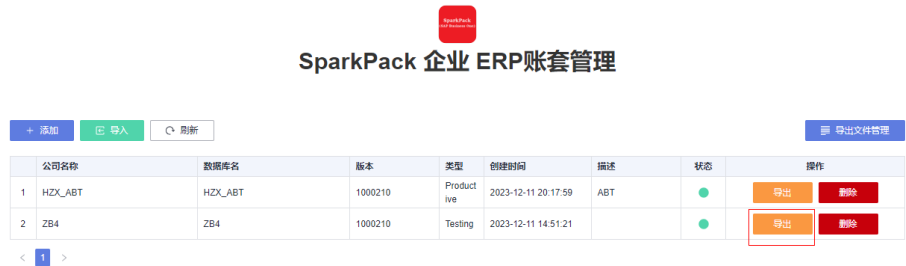 SparkPack
SparkPack 企业 ERP账套管理
+ 添加 导入 刷新 导出文件管理
公司名称 数据库名 版本 类型 创建时间 描述 状态 操作
1 HZX_ABT HZX_ABT 1000210 Productive 2023-12-11 20:17:59 ABT 导出 删除
2 ZB4 ZB4 1000210 Testing 2023-12-11 14:51:21 导出 删除
< 1 >